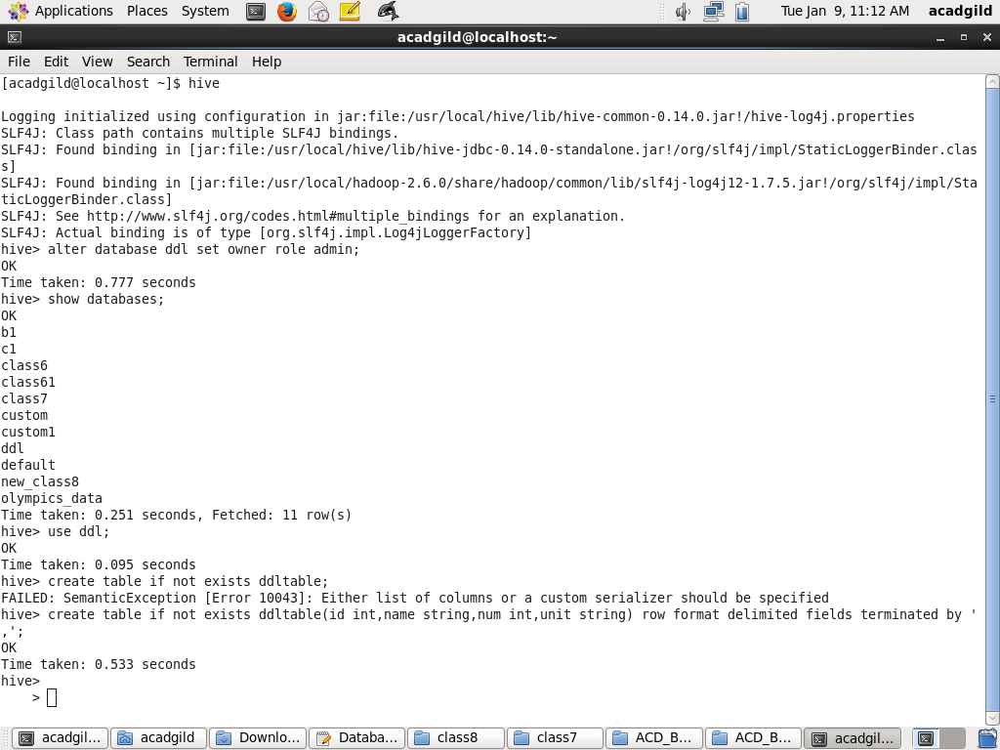 Applications Places System Tue Jan 9, 11:12 AM acadgild
acadgild@localhost:~
File Edit View Search Terminal Help
[acadgild@localhost ~]$ hive
Logging initialized using configuration in jar:file:/usr/local/hive/lib/hive-common-0.14.0.jar!/hive-log4j.properties
SLF4J: Class path contains multiple SLF4J bindings.
SLF4J: Found binding in [jar:file:/usr/local/hive/lib/hive-jdbc-0.14.0-standalone.jar!/org/slf4j/impl/StaticLoggerBinder.clas
s]
SLF4J: Found binding in [jar:file:/usr/local/hadoop-2.6.0/share/hadoop/common/lib/slf4j-log4j12-1.7.5.jar!/org/slf4j/impl/Sta
ticLoggerBinder.class]
SLF4J: See http://www.slf4j.org/codes.html#multiple_bindings for an explanation.
SLF4J: Actual binding is of type [org.slf4j.impl.Log4jLoggerFactory]
hive> alter database ddl set owner role admin;
OK
Time taken: 0.777 seconds
hive> show databases;
OK
b1
c1
class6
class61
class7
custom
custom1
ddl
default
new_class8
olympics_data
Time taken: 0.251 seconds, Fetched: 11 row(s)
hive> use ddl;
OK
Time taken: 0.095 seconds
hive> create table if not exists ddltable;
FAILED: SemanticException [Error 10043]: Either list of columns or a custom serializer should be specified
hive> create table if not exists ddltable(id int,name string,num int,unit string) row format delimited fields terminated by '
,';
OK
Time taken: 0.533 seconds
hive>
    >
acadgil... acadgild Downlo... Databa... class8 class7 ACD_B... ACD_B... acadgil...